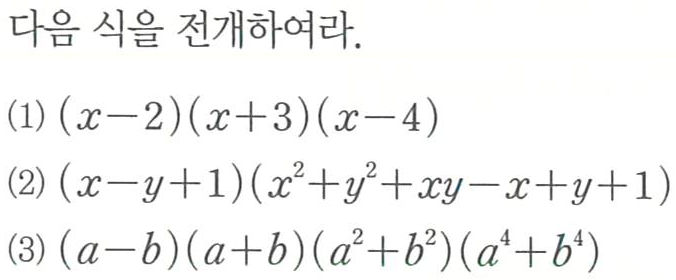 다음 식을 전개하여라.
(1) (x-2)(x+3)(x-4)
(2) (x-y+1)(x²+y²+xy-x+y+1)
(3) (a-b)(a+b)(a²+b²)(a⁴+b⁴)